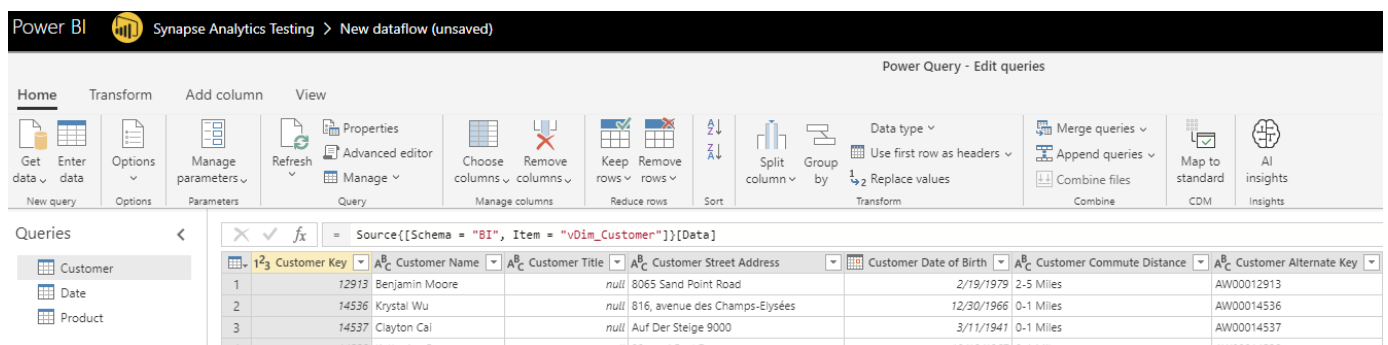 Power BI Synapse Analytics Testing > New dataflow (unsaved)
Power Query - Edit queries
Home Transform Add column View
Get data
Enter data
New query
Options
Options
Manage parameters
Parameters
Refresh
Properties
Advanced editor
Manage
Query
Choose columns
Remove columns
Manage columns
Keep rows
Remove rows
Reduce rows
Sort
Split column
Group by
Data type
Use first row as headers
Replace values
Transform
Merge queries
Append queries
Combine files
Combine
Map to standard
CDM
AI insights
Insights
Queries
Customer
Date
Product
fx = Source{[Schema = "BI", Item = "vDim_Customer"]}[Data]
123 Customer Key ABC Customer Name ABC Customer Title ABC Customer Street Address Customer Date of Birth ABC Customer Commute Distance ABC Customer Alternate Key
1 12913 Benjamin Moore null 8065 Sand Point Road 2/19/1979 2-5 Miles AW00012913
2 14536 Krystal Wu null 816, avenue des Champs-Elysées 12/30/1966 0-1 Miles AW00014536
3 14537 Clayton Cai null Auf Der Steige 9000 3/11/1941 0-1 Miles AW00014537